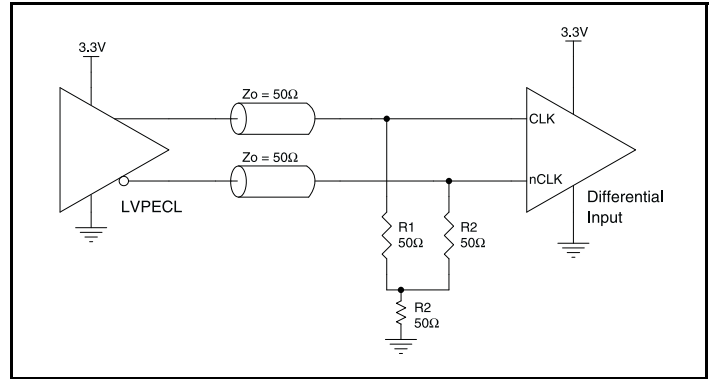 3.3V
3.3V
Zo = 50Ω
CLK
Zo = 50Ω
nCLK
LVPECL
Differential
Input
R1
50Ω
R2
50Ω
R2
50Ω